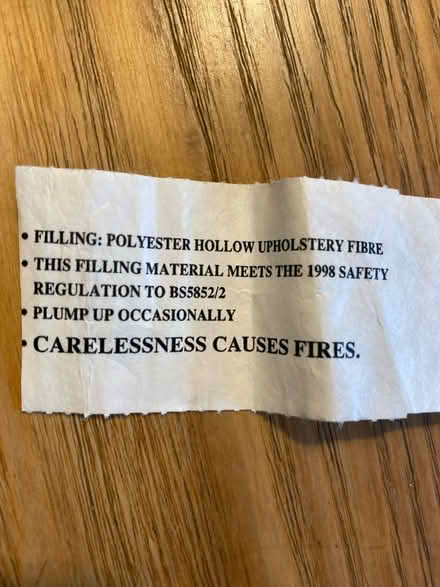 • FILLING: POLYESTER HOLLOW UPHOLSTERY FIBRE
• THIS FILLING MATERIAL MEETS THE 1998 SAFETY
REGULATION TO BS5852/2
• PLUMP UP OCCASIONALLY
• CARELESSNESS CAUSES FIRES.